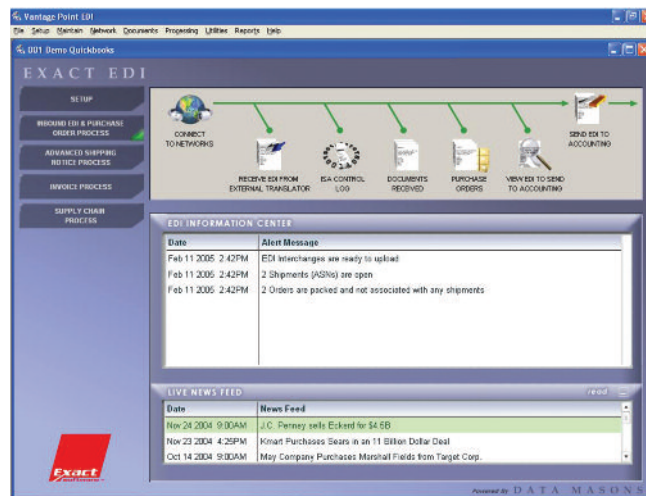 Vantage Point EDI
File Setup Maintain Network Documents Processing Utilities Reports Help
001 Demo Quickbooks
EXACT EDI
SETUP
INBOUND EDI & PURCHASE
ORDER PROCESS
ADVANCED SHIPPING
NOTICE PROCESS
INVOICE PROCESS
SUPPLY CHAIN
PROCESS
CONNECT
TO NETWORKS
RECEIVE EDI FROM
EXTERNAL TRANSLATOR
ISA CONTROL
LOG
DOCUMENTS
RECEIVED
PURCHASE
ORDERS
VIEW EDI TO SEND
TO ACCOUNTING
SEND EDI TO
ACCOUNTING
EDI INFORMATION CENTER
Date Alert Message
Feb 11 2005 2:42PM EDI Interchanges are ready to upload
Feb 11 2005 2:42PM 2 Shipments (ASNs) are open
Feb 11 2005 2:42PM 2 Orders are packed and not associated with any shipments
LIVE NEWS FEED read
Date News Feed
Nov 24 2004 9:00AM J.C. Penney sells Eckerd for $4.6B
Nov 23 2004 4:25PM Kmart Purchases Sears in an 11 Billion Dollar Deal
Oct 14 2004 9:00AM May Company Purchases Marshall Fields from Target Corp.
Exact
Powered By DATA MASONS